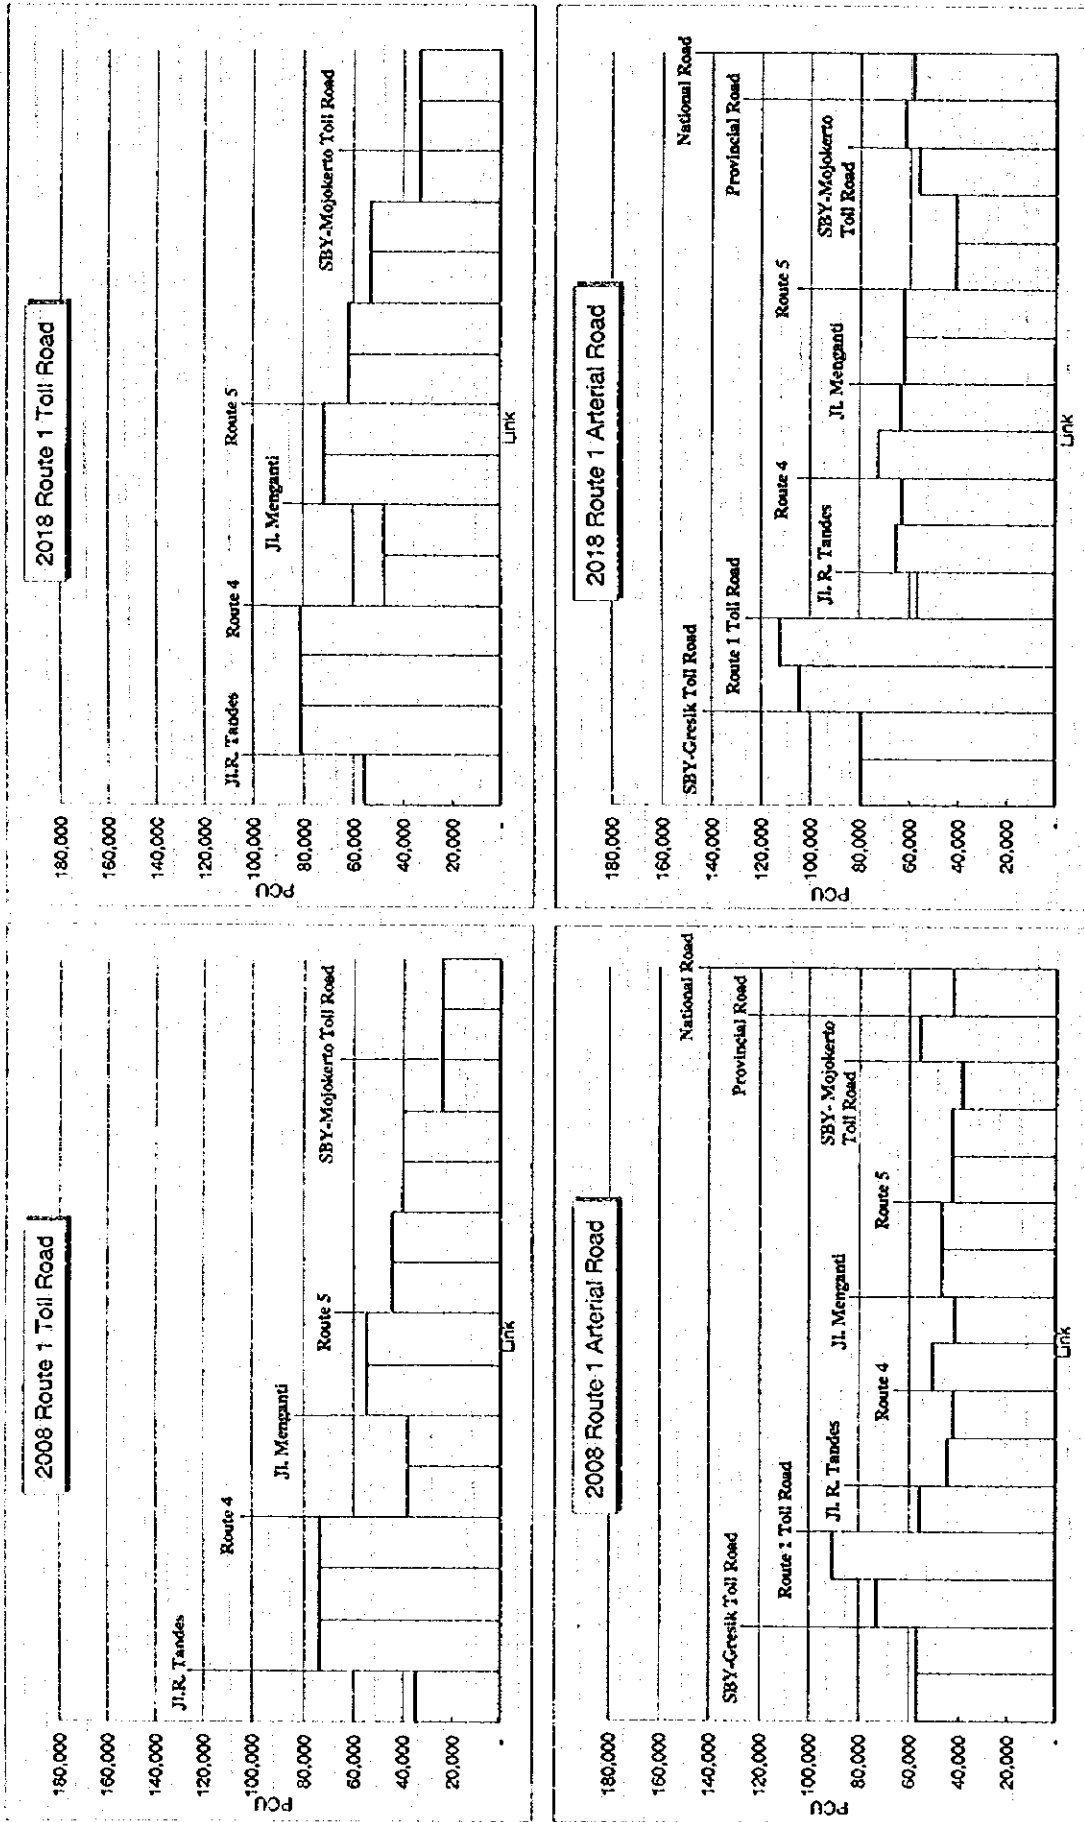 2008 Route 1 Toll Road
180,000
160,000
140,000
120,000
100,000
80,000
60,000
40,000
20,000
-
PCU
Jl.R. Tandes
Route 4
Jl. Menganti
Route 5
SBY-Mojokerto Toll Road
Link
2018 Route 1 Toll Road
180,000
160,000
140,000
120,000
100,000
80,000
60,000
40,000
20,000
-
PCU
Jl.R. Tandes
Route 4
Jl. Menganti
Route 5
SBY-Mojokerto Toll Road
Link
2008 Route 1 Arterial Road
180,000
160,000
140,000
120,000
100,000
80,000
60,000
40,000
20,000
-
PCU
SBY-Gresik Toll Road
Route 1 Toll Road
Jl. R. Tandes
Route 4
Jl. Menganti
Route 5
SBY- Mojokerto
Toll Road
Provincial Road
National Road
Link
2018 Route 1 Arterial Road
180,000
160,000
140,000
120,000
100,000
80,000
60,000
40,000
20,000
-
PCU
SBY-Gresik Toll Road
Route 1 Toll Road
Jl. R. Tandes
Route 4
Jl. Menganti
Route 5
SBY-Mojokerto
Toll Road
Provincial Road
National Road
Link